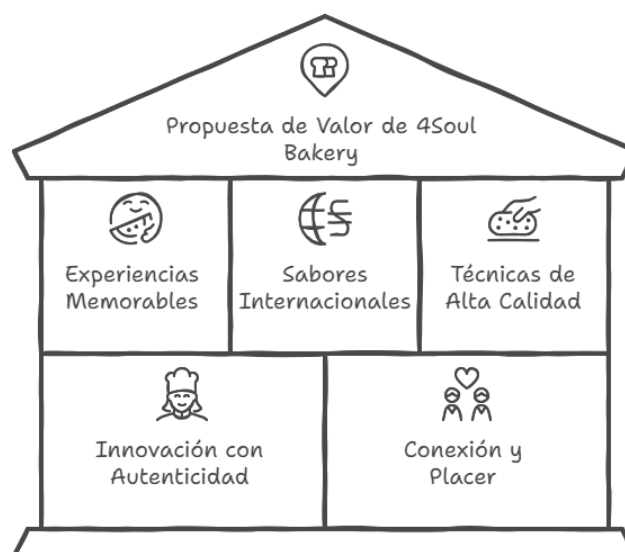 Propuesta de Valor de 4Soul
Bakery
Experiencias
Memorables
Sabores
Internacionales
Técnicas de
Alta Calidad
Innovación con
Autenticidad
Conexión y
Placer